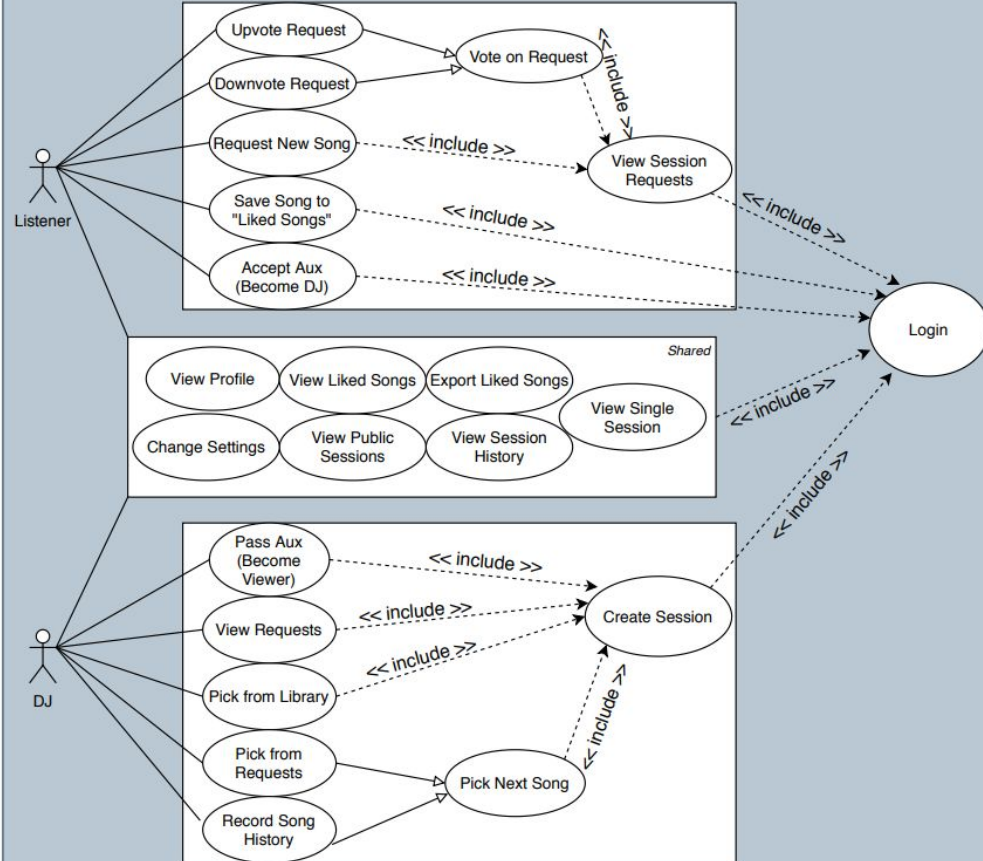 Upvote Request
Vote on Request
<< include >>
Downvote Request
Request New Song
<< include >>
View Session
Requests
Listener
Save Song to
"Liked Songs"
<< include >>
<< include >>
Accept Aux
(Become DJ)
<< include >>
Login
Shared
View Profile
View Liked Songs
Export Liked Songs
View Single
Session
<< include >>
Change Settings
View Public
Sessions
View Session
History
<< include >>
Pass Aux
(Become
Viewer)
<< include >>
View Requests
<< include >>
Create Session
DJ
Pick from Library
<< include >>
Pick from
Requests
Pick Next Song
<< include >>
Record Song
History